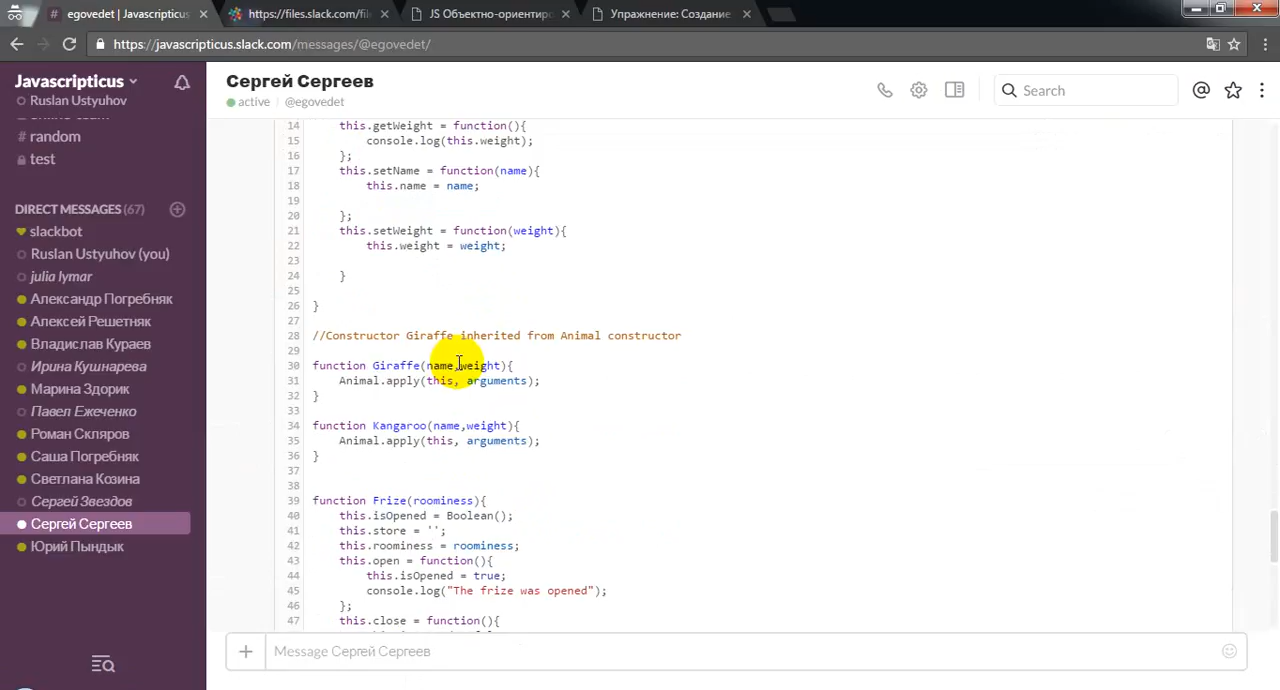 egovedet | Javascripticus
https://files.slack.com/fil
JS Объектно-ориентиро
Упражнение: Создание
https://javascripticus.slack.com/messages/@egovedet/
Javascripticus
Ruslan Ustyuhov
# random
test
DIRECT MESSAGES (67)
slackbot
Ruslan Ustyuhov (you)
julia lymar
Александр Погребняк
Алексей Решетняк
Владислав Кураев
Ирина Кушнарева
Марина Здорик
Павел Ежеченко
Роман Скляров
Саша Погребняк
Светлана Козина
Сергей Звездов
Сергей Сергеев
Юрий Пындык
Сергей Сергеев
active | @egovedet
Search
14 this.getWeight = function(){
15 console.log(this.weight);
16 };
17 this.setName = function(name){
18 this.name = name;
19
20 };
21 this.setWeight = function(weight){
22 this.weight = weight;
23
24 }
25
26 }
27
28 //Constructor Giraffe inherited from Animal constructor
29
30 function Giraffe(name,weight){
31 Animal.apply(this, arguments);
32 }
33
34 function Kangaroo(name,weight){
35 Animal.apply(this, arguments);
36 }
37
38
39 function Frize(roominess){
40 this.isOpened = Boolean();
41 this.store = '';
42 this.roominess = roominess;
43 this.open = function(){
44 this.isOpened = true;
45 console.log("The frize was opened");
46 };
47 this.close = function(){
Message Сергей Сергеев